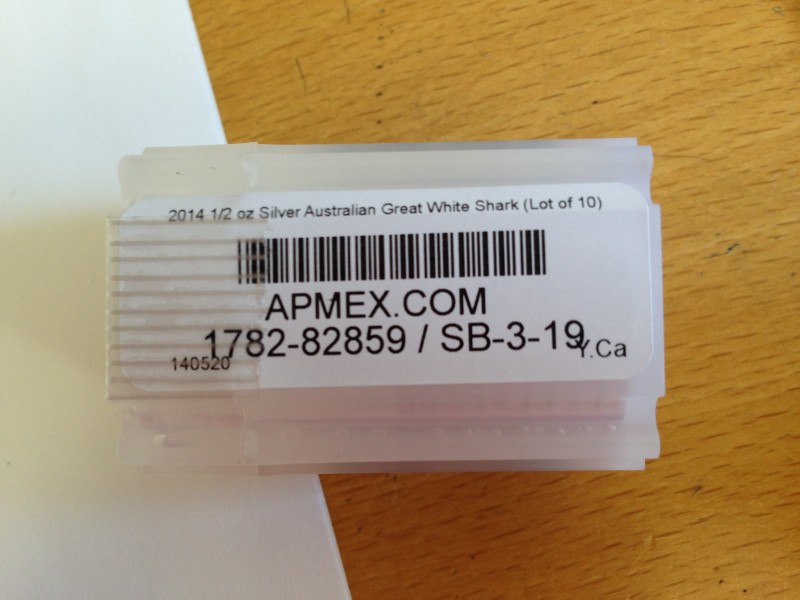 2014 1/2 oz Silver Australian Great White Shark (Lot of 10)
APMEX.COM
1782-82859 / SB-3-19
140520
Y.Ca